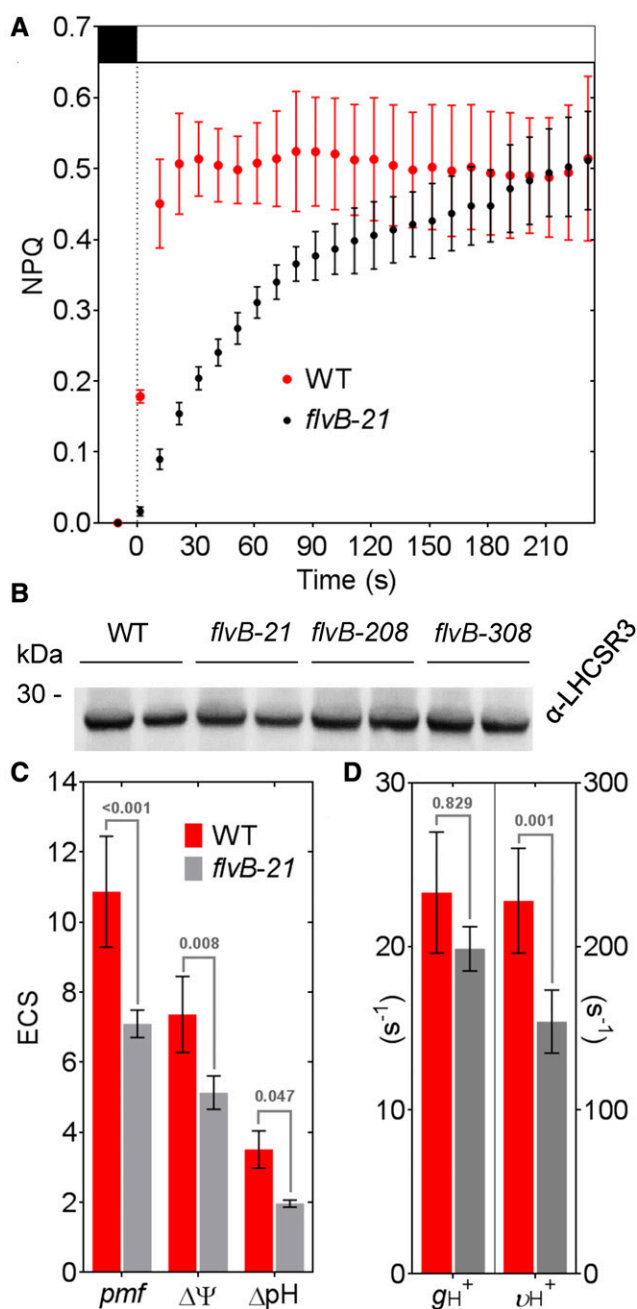 A
0.7
0.6
0.5
0.4
0.3
0.2
0.1
0.0
NPQ
WT
flvB-21
0 30 60 90 120 150 180 210
Time (s)
B
WT flvB-21 flvB-208 flvB-308
kDa
30 -
α-LHCSR3
C
14
12
10
8
6
4
2
0
ECS
<0.001
WT
flvB-21
0.008
0.047
pmf ΔΨ ΔpH
D
30
20
10
0
(s⁻¹)
0.829
0.001
300
200
100
0
(s⁻¹)
gH⁺ υH⁺